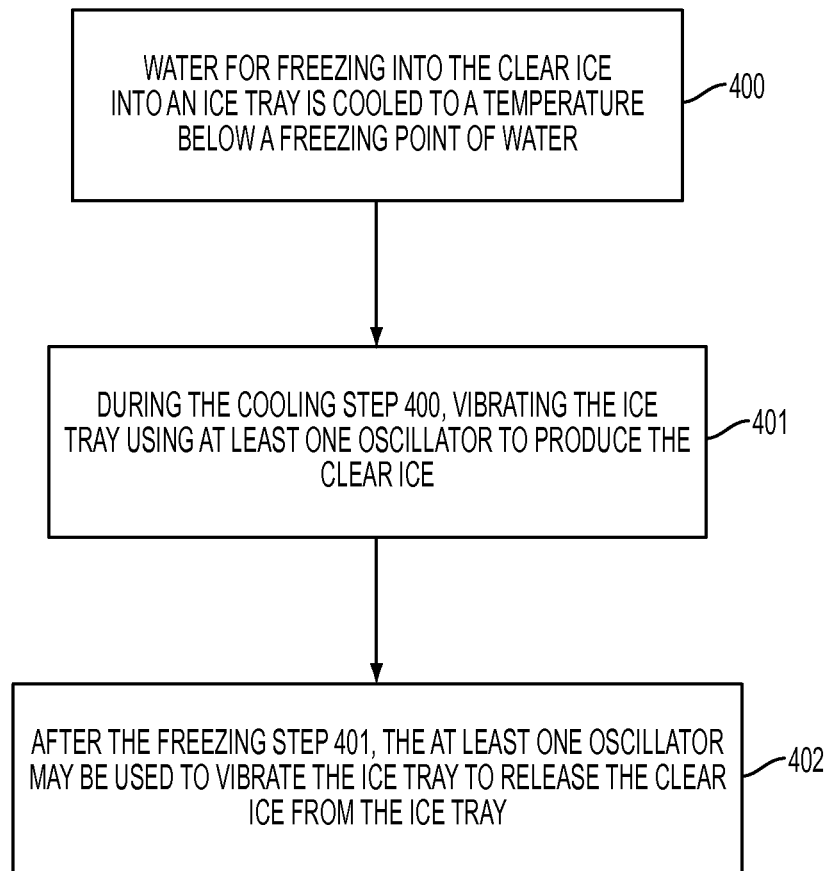 WATER FOR FREEZING INTO THE CLEAR ICE
INTO AN ICE TRAY IS COOLED TO A TEMPERATURE
BELOW A FREEZING POINT OF WATER
400
DURING THE COOLING STEP 400, VIBRATING THE ICE
TRAY USING AT LEAST ONE OSCILLATOR TO PRODUCE THE
CLEAR ICE
401
AFTER THE FREEZING STEP 401, THE AT LEAST ONE OSCILLATOR
MAY BE USED TO VIBRATE THE ICE TRAY TO RELEASE THE CLEAR
ICE FROM THE ICE TRAY
402